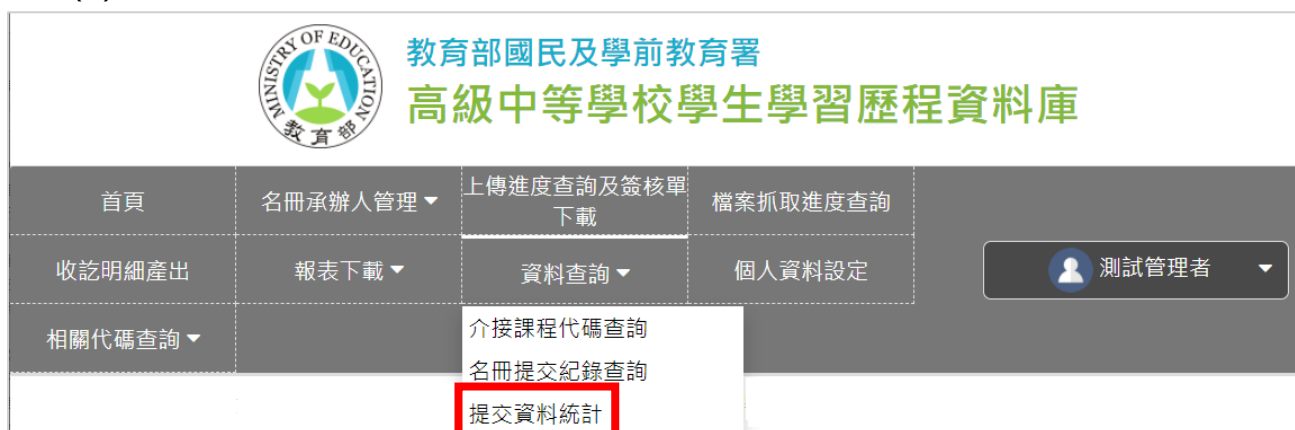 MINISTRY OF EDUCATION
教育部
教育部國民及學前教育署
高級中等學校學生學習歷程資料庫
首頁
名冊承辦人管理
上傳進度查詢及簽核單
下載
檔案抓取進度查詢
收訖明細產出
報表下載
資料查詢
個人資料設定
測試管理者
相關代碼查詢
介接課程代碼查詢
名冊提交紀錄查詢
提交資料統計